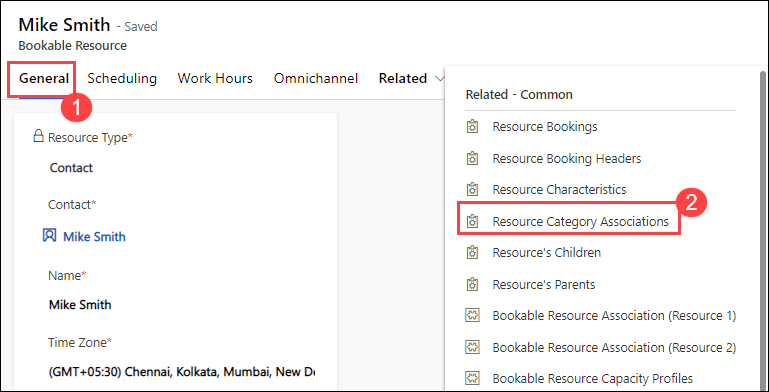 Mike Smith - Saved
Bookable Resource
General Scheduling Work Hours Omnichannel Related
1
Resource Type*
Contact
Contact*
Mike Smith
Name*
Mike Smith
Time Zone*
(GMT+05:30) Chennai, Kolkata, Mumbai, New De
Related - Common
Resource Bookings
Resource Booking Headers
Resource Characteristics
2
Resource Category Associations
Resource's Children
Resource's Parents
Bookable Resource Association (Resource 1)
Bookable Resource Association (Resource 2)
Bookable Resource Capacity Profiles